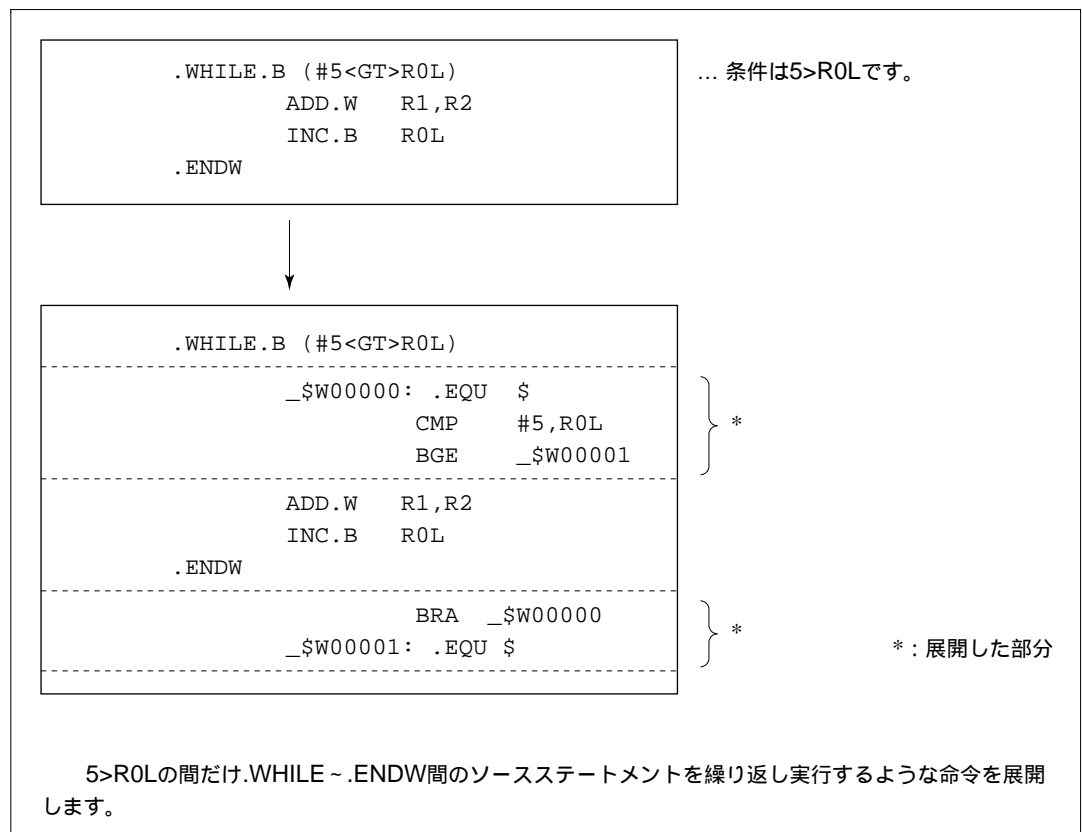 .WHILE.B (#5<GT>R0L)
ADD.W R1,R2
INC.B R0L
.ENDW
… 条件は5>R0Lです。
.WHILE.B (#5<GT>R0L)
_$W00000: .EQU $
CMP #5,R0L
BGE _$W00001
*
ADD.W R1,R2
INC.B R0L
.ENDW
BRA _$W00000
_$W00001: .EQU $
*
*：展開した部分
5>R0Lの間だけ.WHILE ~ .ENDW間のソースステートメントを繰り返し実行するような命令を展開
します。